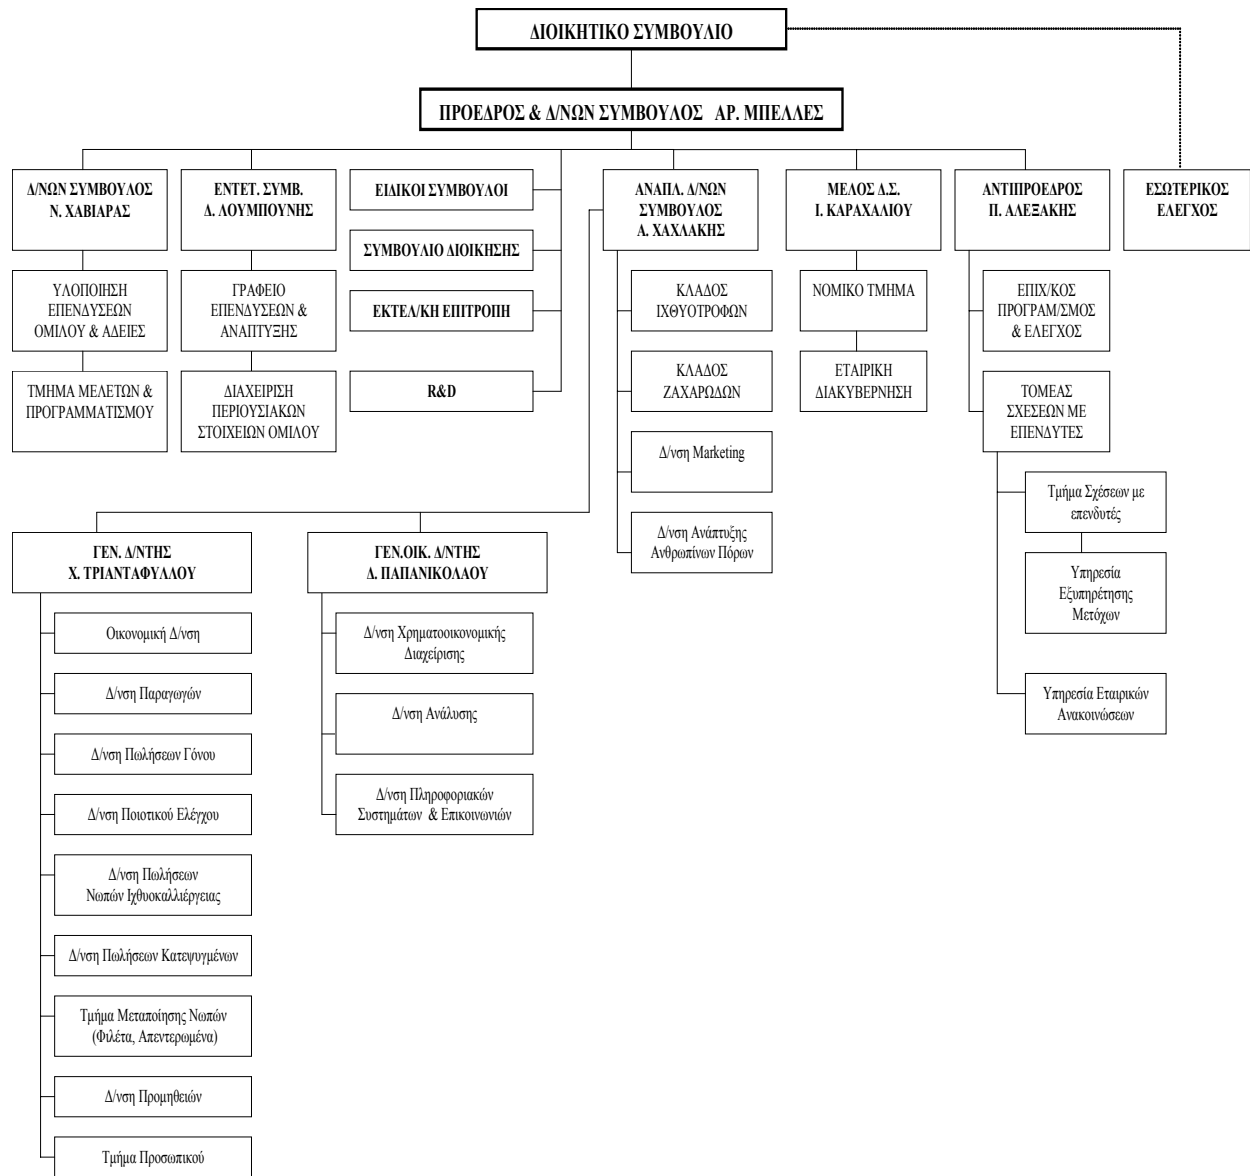 ΔΙΟΙΚΗΤΙΚΟ ΣΥΜΒΟΥΛΙΟ
ΠΡΟΕΔΡΟΣ & Δ/ΝΩΝ ΣΥΜΒΟΥΛΟΣ ΑΡ. ΜΠΕΛΛΕΣ
Δ/ΝΩΝ ΣΥΜΒΟΥΛΟΣ
Ν. ΧΑΒΙΑΡΑΣ
ΥΛΟΠΟΙΗΣΗ
ΕΠΕΝΔΥΣΕΩΝ
ΟΜΙΛΟΥ & ΑΔΕΙΕΣ
ΤΜΗΜΑ ΜΕΛΕΤΩΝ &
ΠΡΟΓΡΑΜΜΑΤΙΣΜΟΥ
ΕΝΤΕΤ. ΣΥΜΒ.
Δ. ΛΟΥΜΠΟΥΝΗΣ
ΓΡΑΦΕΙΟ
ΕΠΕΝΔΥΣΕΩΝ &
ΑΝΑΠΤΥΞΗΣ
ΔΙΑΧΕΙΡΙΣΗ
ΠΕΡΙΟΥΣΙΑΚΩΝ
ΣΤΟΙΧΕΙΩΝ ΟΜΙΛΟΥ
ΕΙΔΙΚΟΙ ΣΥΜΒΟΥΛΟΙ
ΣΥΜΒΟΥΛΙΟ ΔΙΟΙΚΗΣΗΣ
ΕΚΤΕΛ/ΚΗ ΕΠΙΤΡΟΠΗ
R&D
ΑΝΑΠΛ. Δ/ΝΩΝ
ΣΥΜΒΟΥΛΟΣ
Α. ΧΑΧΛΑΚΗΣ
ΚΛΑΔΟΣ
ΙΧΘΥΟΤΡΟΦΩΝ
ΚΛΑΔΟΣ
ΖΑΧΑΡΩΔΩΝ
Δ/νση Marketing
Δ/νση Ανάπτυξης
Ανθρωπίνων Πόρων
ΜΕΛΟΣ Δ.Σ.
Ι. ΚΑΡΑΧΑΛΙΟΥ
ΝΟΜΙΚΟ ΤΜΗΜΑ
ΕΤΑΙΡΙΚΗ
ΔΙΑΚΥΒΕΡΝΗΣΗ
ΑΝΤΙΠΡΟΕΔΡΟΣ
Π. ΑΛΕΞΑΚΗΣ
ΕΠΙΧ/ΚΟΣ
ΠΡΟΓΡΑΜ/ΣΜΟΣ
& ΕΛΕΓΧΟΣ
ΤΟΜΕΑΣ
ΣΧΕΣΕΩΝ ΜΕ
ΕΠΕΝΔΥΤΕΣ
Τμήμα Σχέσεων με
επενδυτές
Υπηρεσία
Εξυπηρέτησης
Μετόχων
Υπηρεσία Εταιρικών
Ανακοινώσεων
ΕΣΩΤΕΡΙΚΟΣ
ΕΛΕΓΧΟΣ
ΓΕΝ. Δ/ΝΤΗΣ
Χ. ΤΡΙΑΝΤΑΦΥΛΛΟΥ
Οικονομική Δ/νση
Δ/νση Παραγωγών
Δ/νση Πωλήσεων Γόνου
Δ/νση Ποιοτικού Ελέγχου
Δ/νση Πωλήσεων
Νωπών Ιχθυοκαλλιέργειας
Δ/νση Πωλήσεων Κατεψυγμένων
Τμήμα Μεταποίησης Νωπών
(Φιλέτα, Απεντερωμένα)
Δ/νση Προμηθειών
Τμήμα Προσωπικού
ΓΕΝ.ΟΙΚ. Δ/ΝΤΗΣ
Δ. ΠΑΠΑΝΙΚΟΛΑΟΥ
Δ/νση Χρηματοοικονομικής
Διαχείρισης
Δ/νση Ανάλυσης
Δ/νση Πληροφοριακών
Συστημάτων & Επικοινωνιών